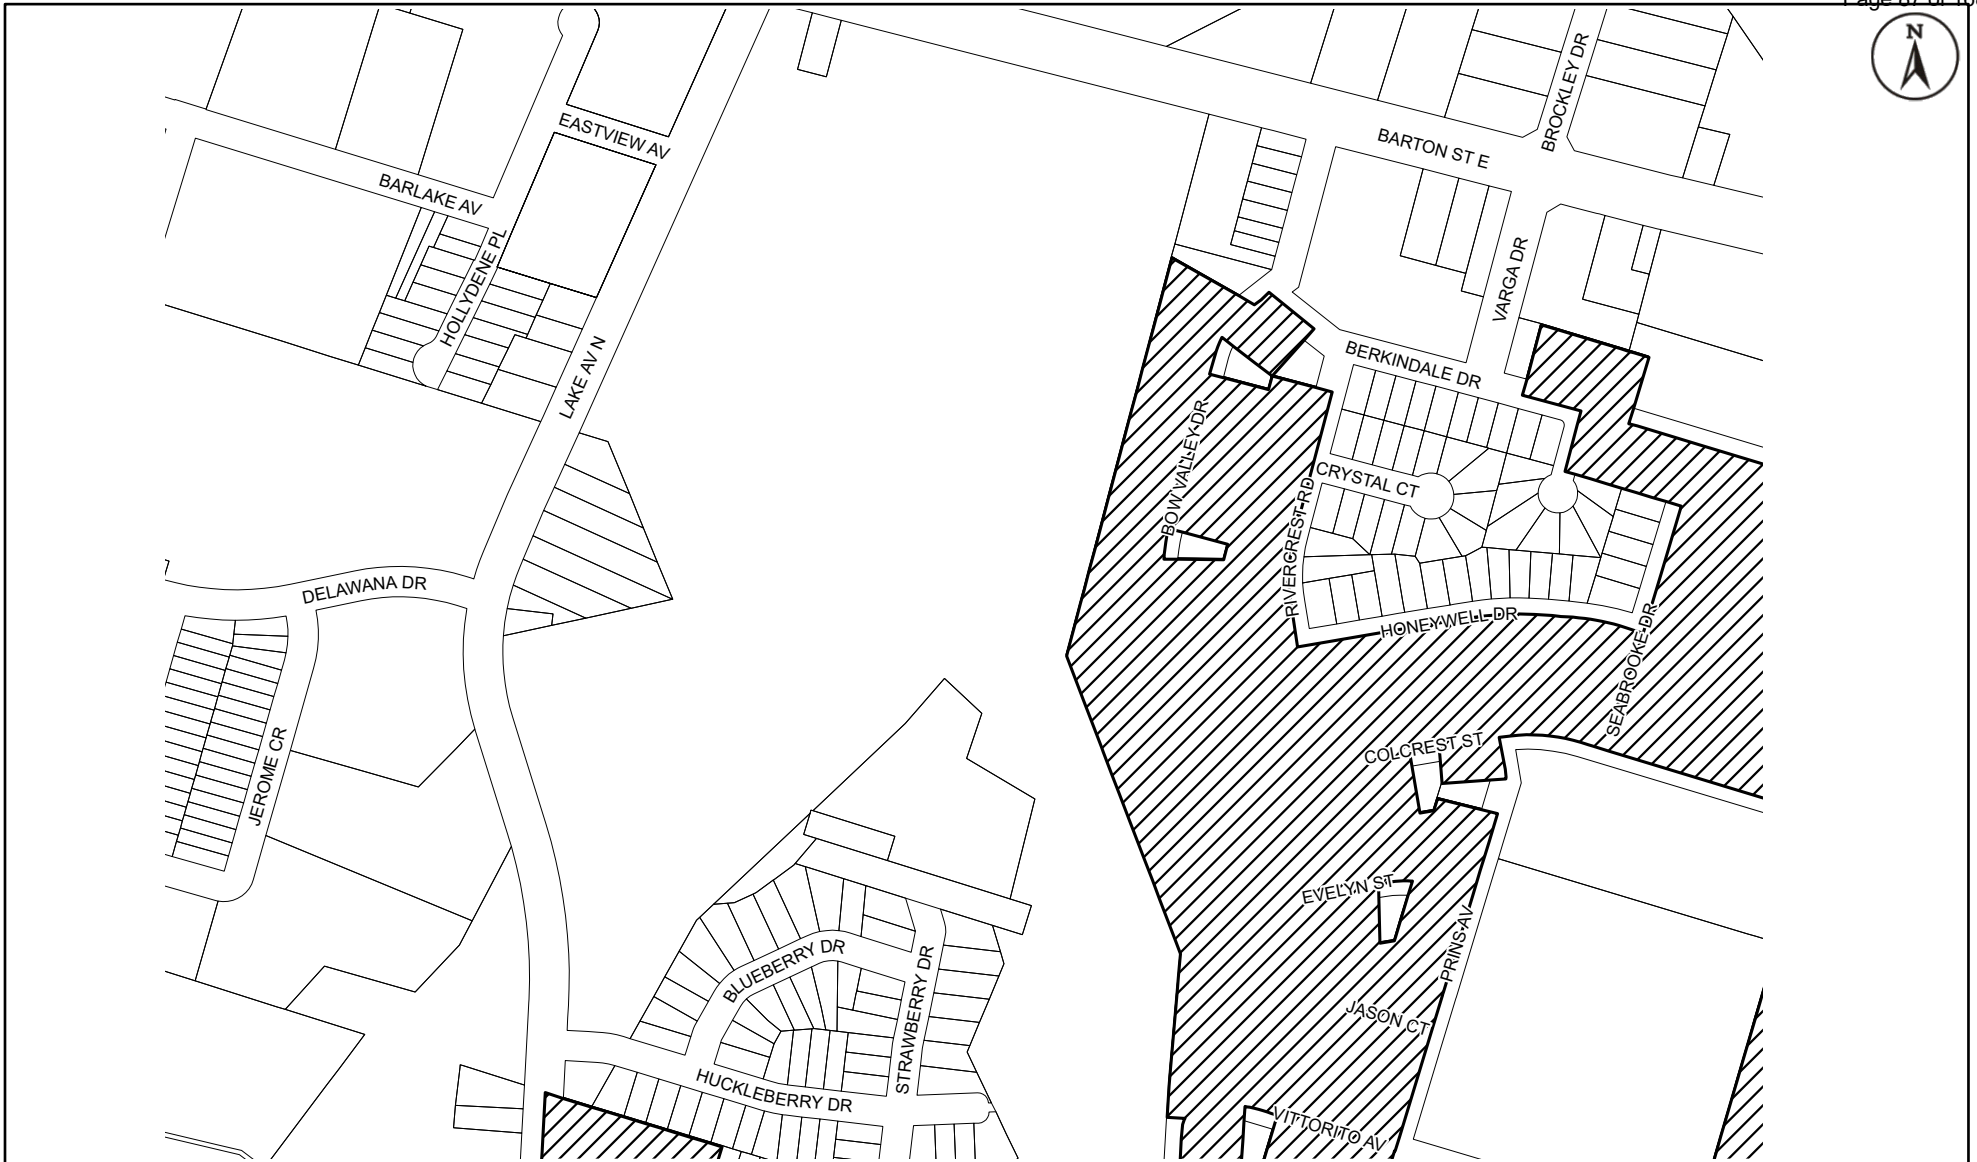 N
BROCKLEY DR
EASTVIEW AV
BARTON ST E
BARLAKE AV
HOLLYDENE PL
VARGA DR
LAKE AV N
BERKINDALE DR
BOW VALLEY DR
CRYSTAL CT
RIVERCREST RD
DELAWANA DR
HONEYWELL DR
SEABROOKE DR
JEROME CR
COLCREST ST
EVELYN ST
PRINS AV
BLUEBERRY DR
STRAWBERRY DR
JASON CT
HUCKLEBERRY DR
VITTORITO AV